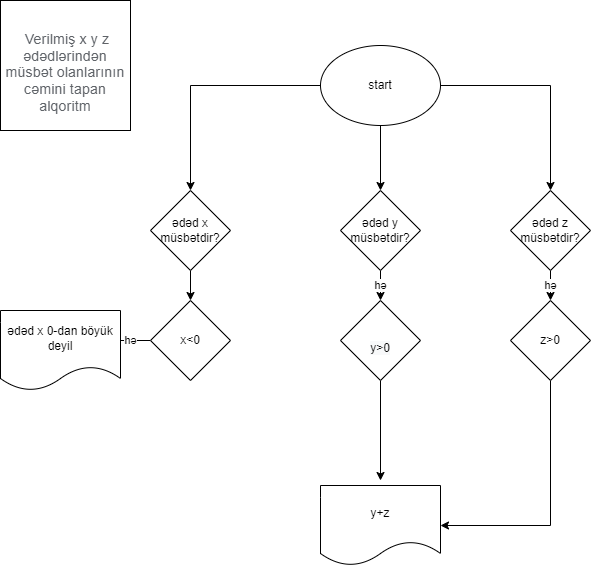 Verilmiş x y z
ədədlərindən
müsbət olanlarının
cəmini tapan
alqoritm
start
ədəd x
müsbətdir?
ədəd y
müsbətdir?
ədəd z
müsbətdir?
hə
hə
ədəd x 0-dan böyük
deyil
hə
x<0
y>0
z>0
y+z